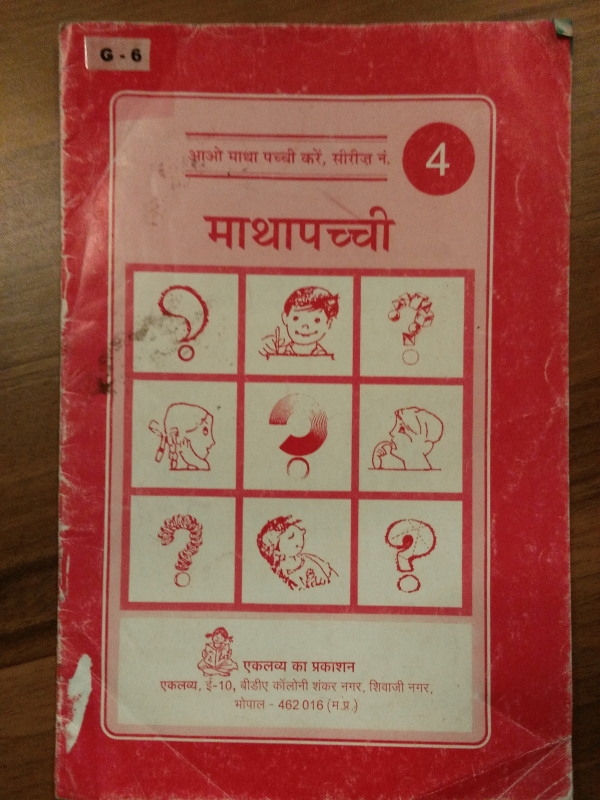 G - 6
आओ माथा पच्ची करें, सीरीज़ नं.
4
माथापच्ची
एकलव्य का प्रकाशन
एकलव्य, ई-10, बीडीए कॉलोनी शंकर नगर, शिवाजी नगर,
भोपाल - 462 016 (म.प्र.)